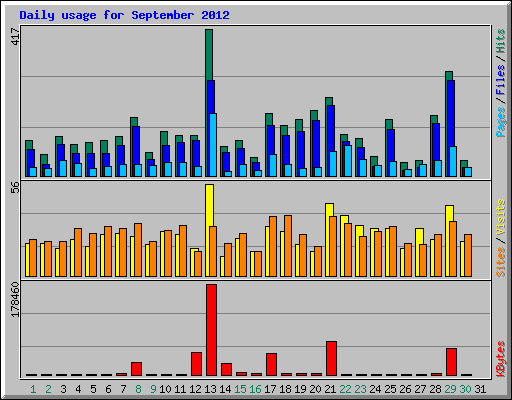 Daily usage for September 2012
417
Pages / Files / Hits
56
Sites / Visits
178460
KBytes
1 2 3 4 5 6 7 8 9 10 11 12 13 14 15 16 17 18 19 20 21 22 23 24 25 26 27 28 29 30 31